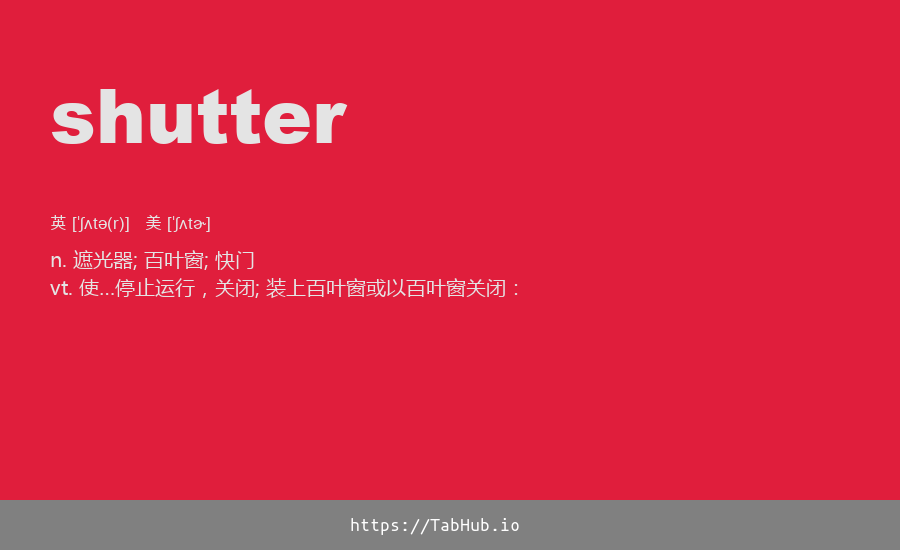 shutter
英 [ˈʃʌtə(r)] 美 [ˈʃʌtɚ]
n. 遮光器; 百叶窗; 快门
vt. 使...停止运行，关闭; 装上百叶窗或以百叶窗关闭：
https://TabHub.io